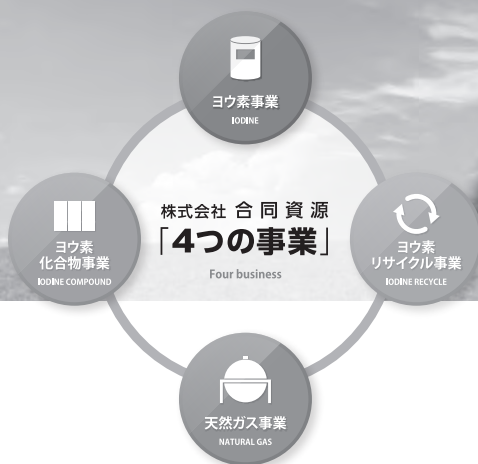 ヨウ素事業
IODINE
株式会社 合同資源
「4つの事業」
Four business
ヨウ素
化合物事業
IODINE COMPOUND
ヨウ素
リサイクル事業
IODINE RECYCLE
天然ガス事業
NATURAL GAS